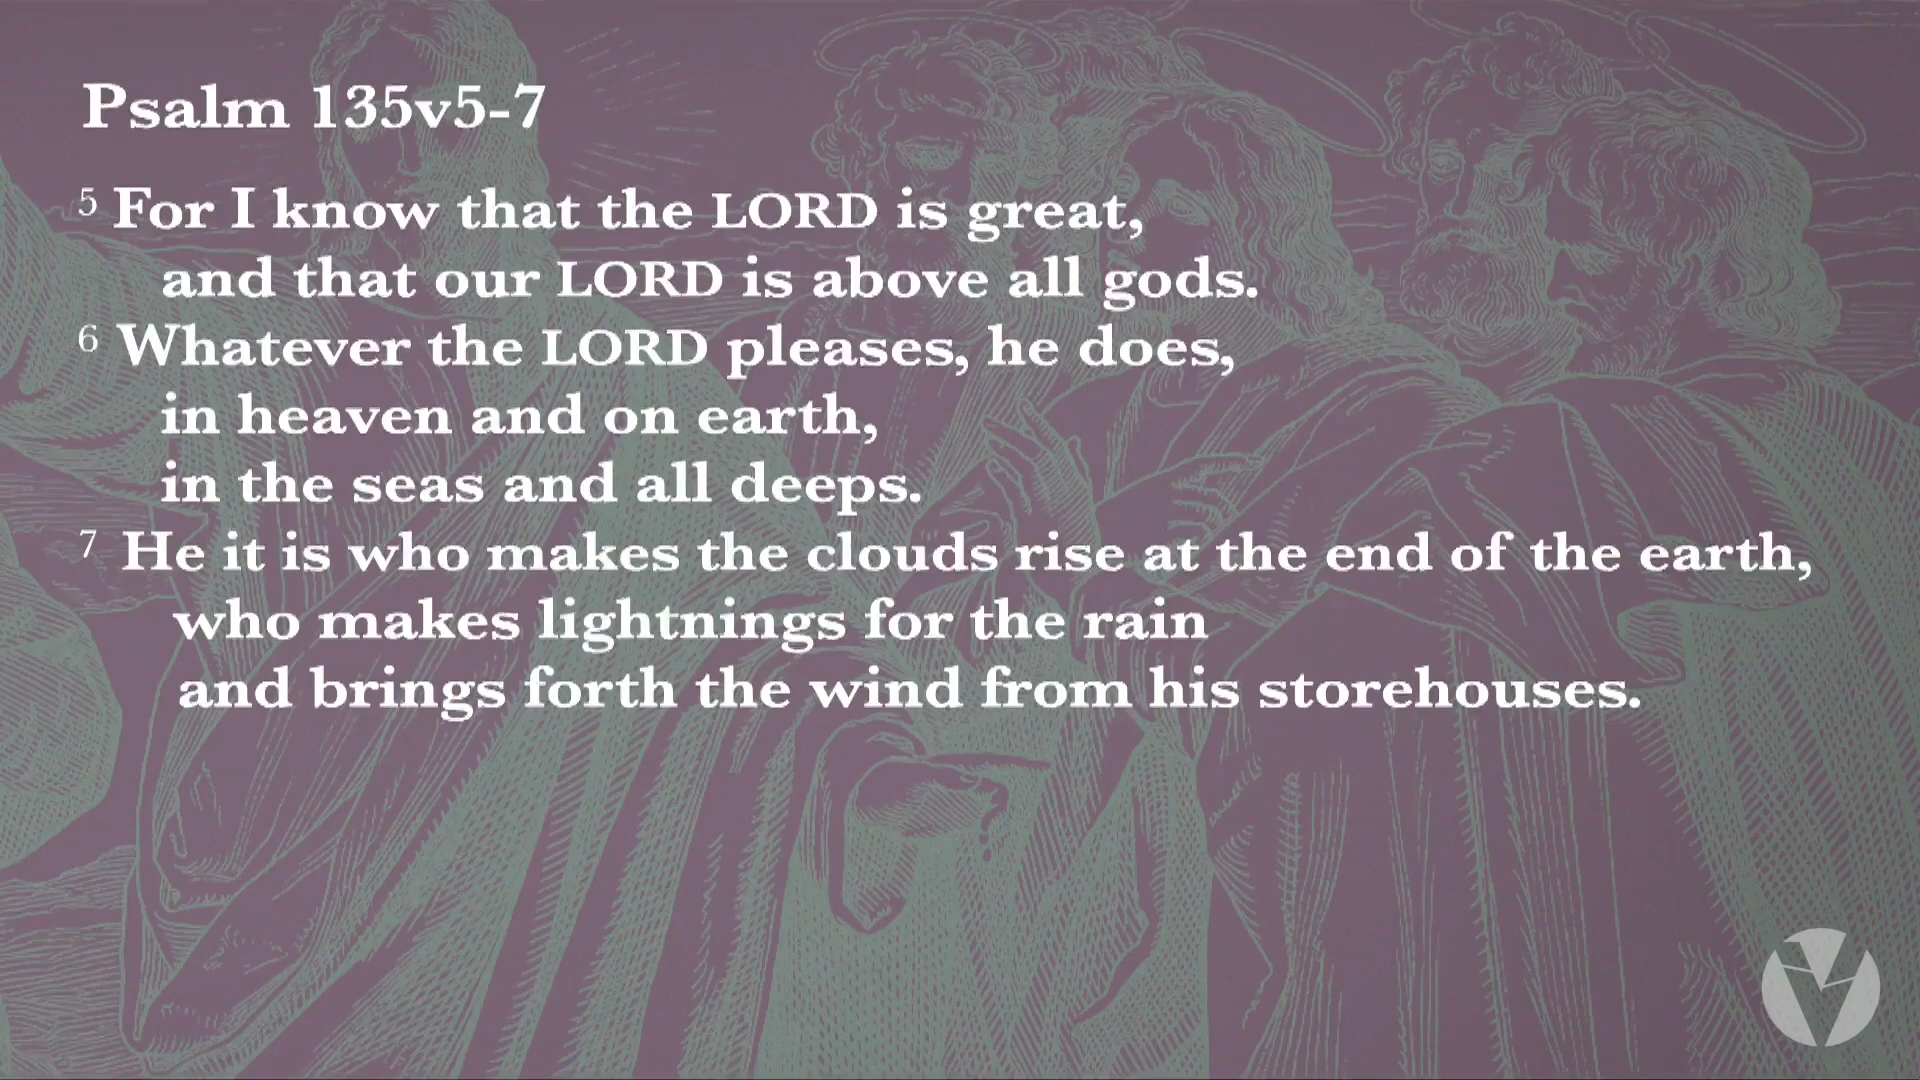 Psalm 135v5-7
5 For I know that the LORD is great,
and that our LORD is above all gods.
6 Whatever the LORD pleases, he does,
in heaven and on earth,
in the seas and all deeps.
7 He it is who makes the clouds rise at the end of the earth,
who makes lightnings for the rain
and brings forth the wind from his storehouses.